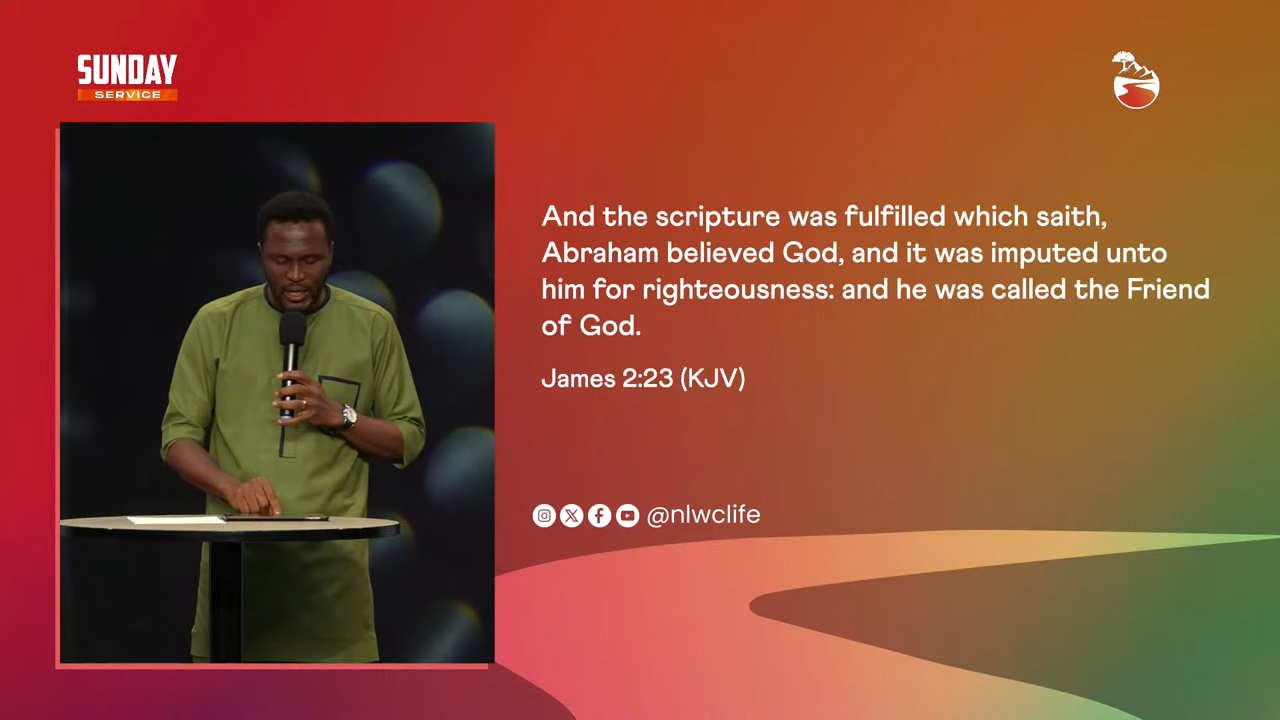 SUNDAY
SERVICE
And the scripture was fulfilled which saith,
Abraham believed God, and it was imputed unto
him for righteousness: and he was called the Friend
of God.
James 2:23 (KJV)
@nlwclife